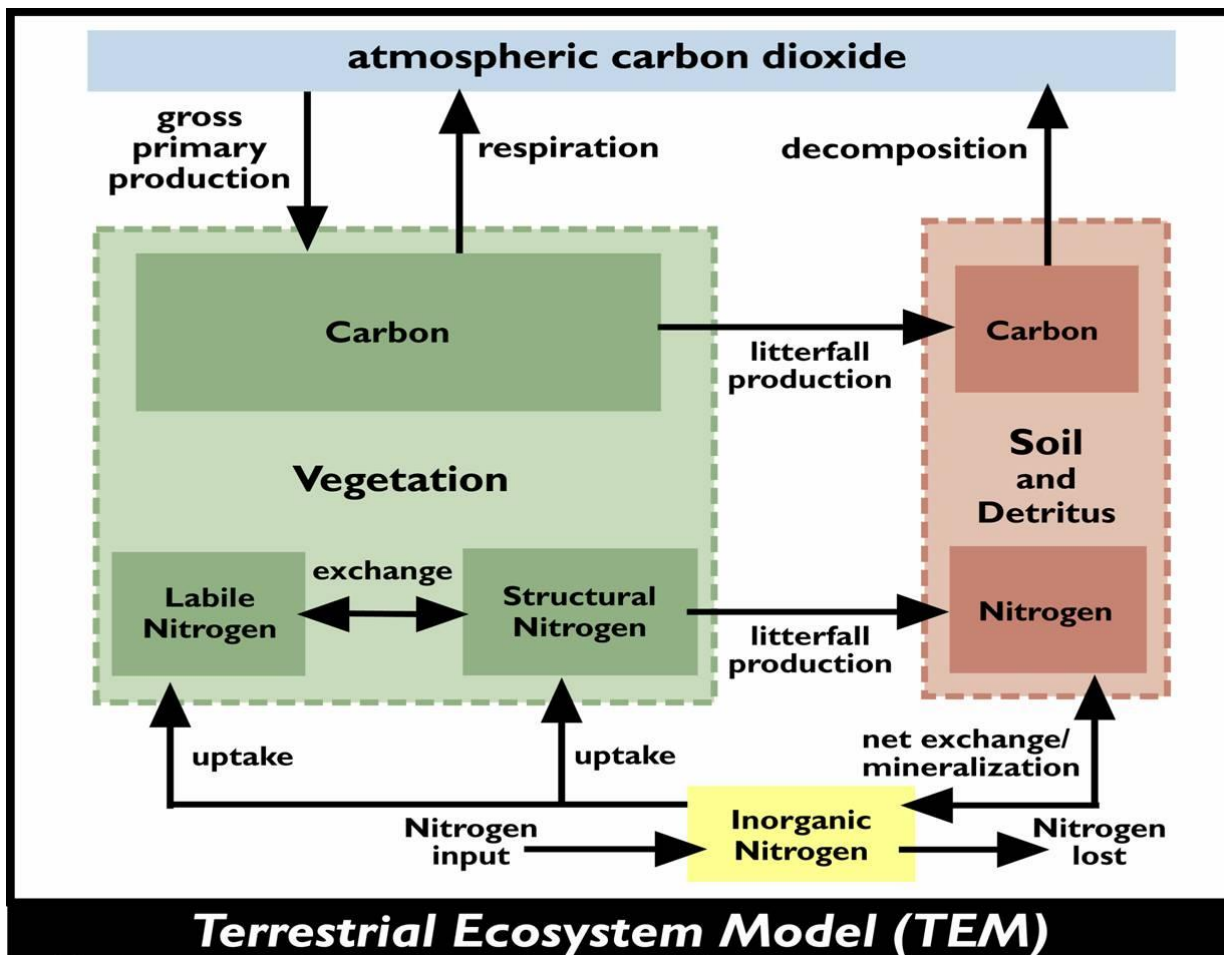 atmospheric carbon dioxide
gross
primary
production
respiration
decomposition
Carbon
litterfall
production
Carbon
Vegetation
Soil
and
Detritus
Labile
Nitrogen
exchange
Structural
Nitrogen
litterfall
production
Nitrogen
uptake
uptake
net exchange/
mineralization
Nitrogen
input
Inorganic
Nitrogen
Nitrogen
lost
Terrestrial Ecosystem Model (TEM)